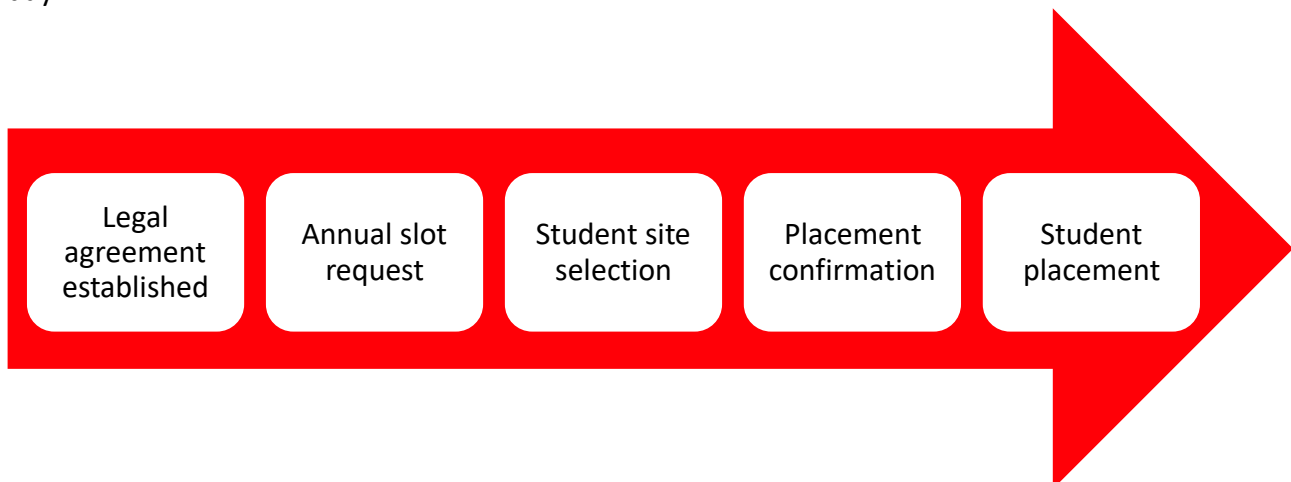 Legal
agreement
established
Annual slot
request
Student site
selection
Placement
confirmation
Student
placement